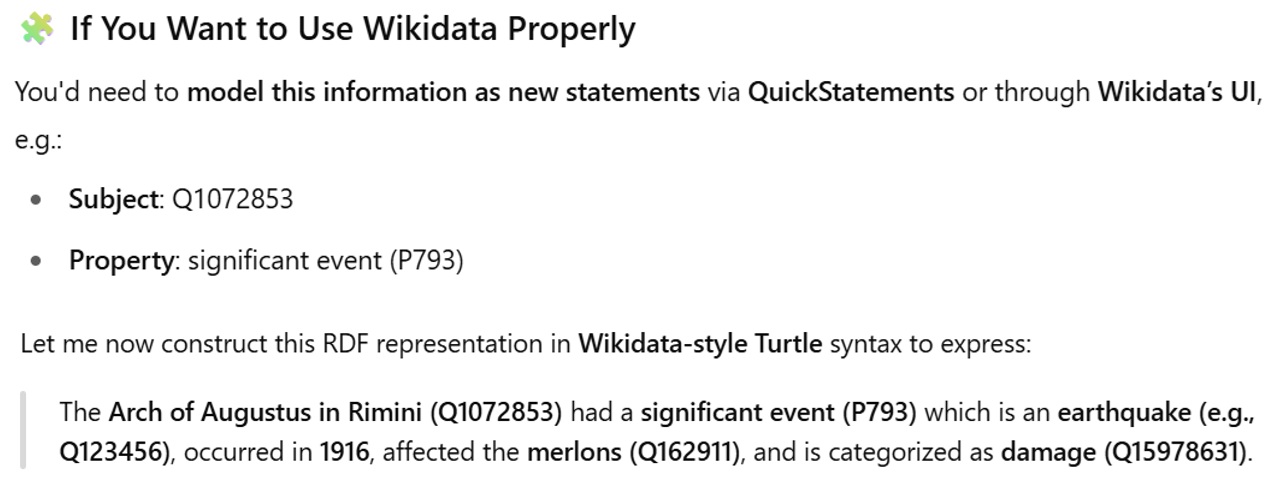 If You Want to Use Wikidata Properly
You'd need to model this information as new statements via QuickStatements or through Wikidata’s UI,
e.g.:
• Subject: Q1072853
• Property: significant event (P793)
Let me now construct this RDF representation in Wikidata-style Turtle syntax to express:
The Arch of Augustus in Rimini (Q1072853) had a significant event (P793) which is an earthquake (e.g.,
Q123456), occurred in 1916, affected the merlons (Q162911), and is categorized as damage (Q15978631).